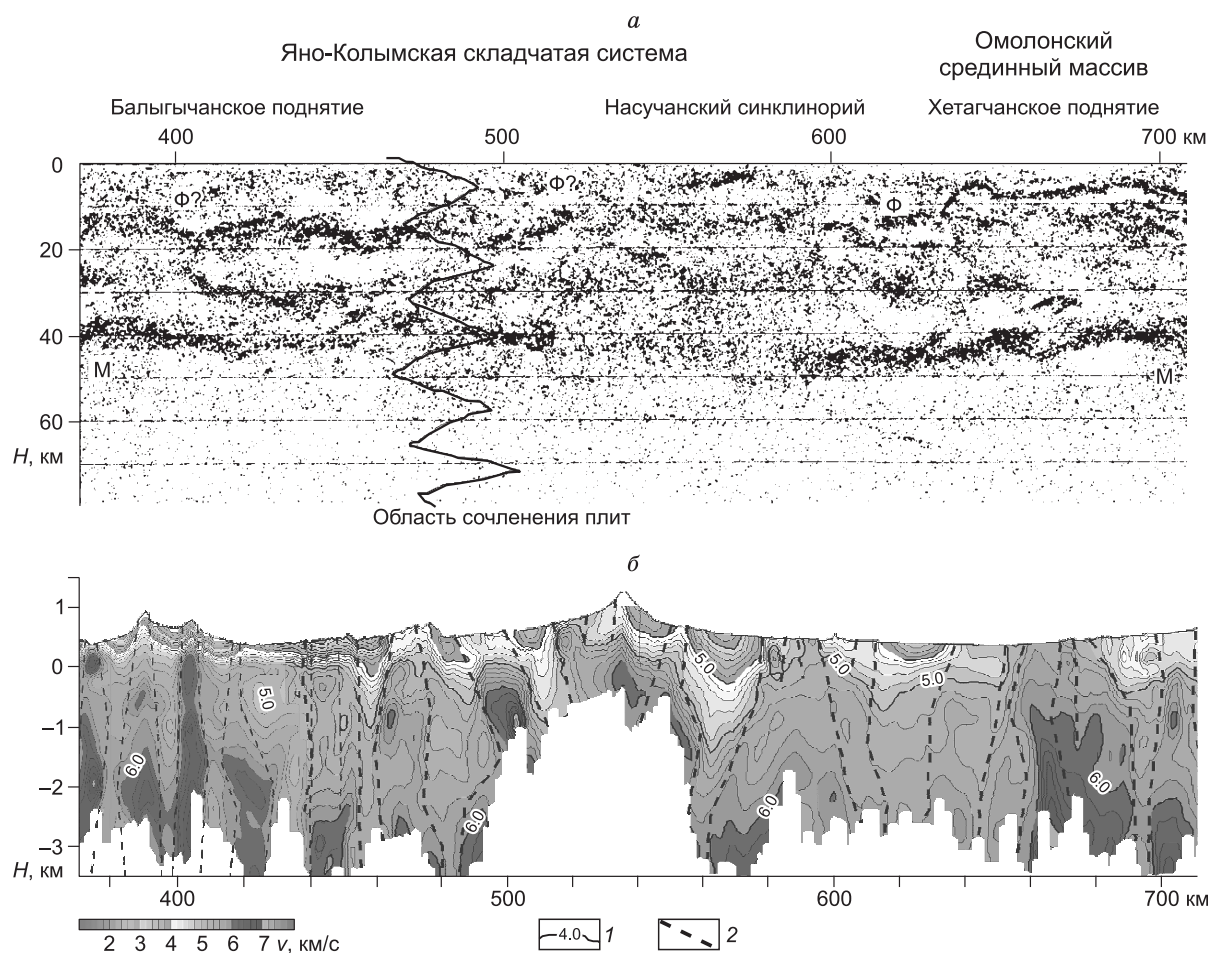 а
Яно-Колымская складчатая система
Омолонский
срединный массив
Балыгычанское поднятие
Насучанский синклинорий
Хетагчанское поднятие
400
500
600
700 км
0
Ф?
Ф?
Ф
20
40
М
М
60
Н, км
Область сочленения плит
б
1
0
5.0
5.0
5.0
–1
6.0
–2
6.0
6.0
6.0
–3
Н, км
400
500
600
700 км
2 3 4 5 6 7 v, км/с
4.0 1
2